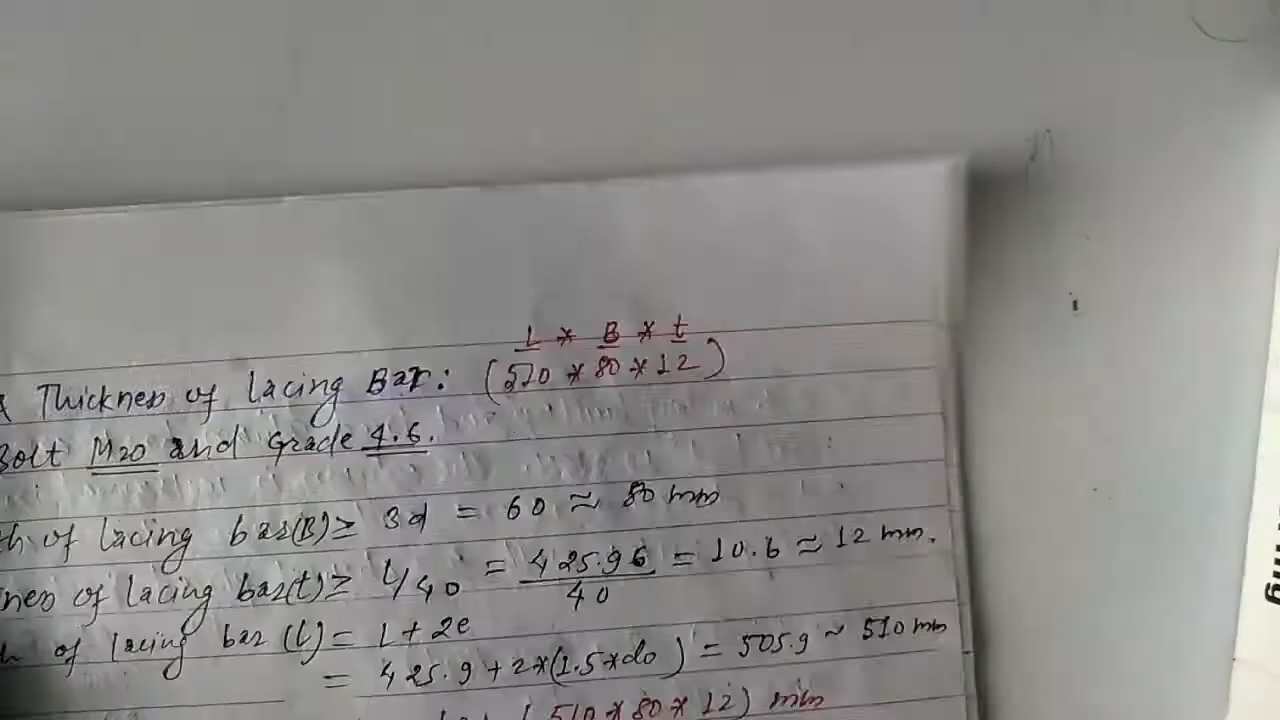 L * B * t
Thickness of lacing Bar: (510 * 80 * 12)
Bolt M20 and Grade 4.6.
of lacing bar(B) ≥ 3d = 60 ≈ 80 mm
of lacing bar(t) ≥ L/40 = 425.96/40 = 10.6 ≈ 12 mm.
of lacing bar (L) = L + 2e
= 425.9 + 2*(1.5*do) = 505.9 ~ 510 mm
(510 * 80 * 12) mm